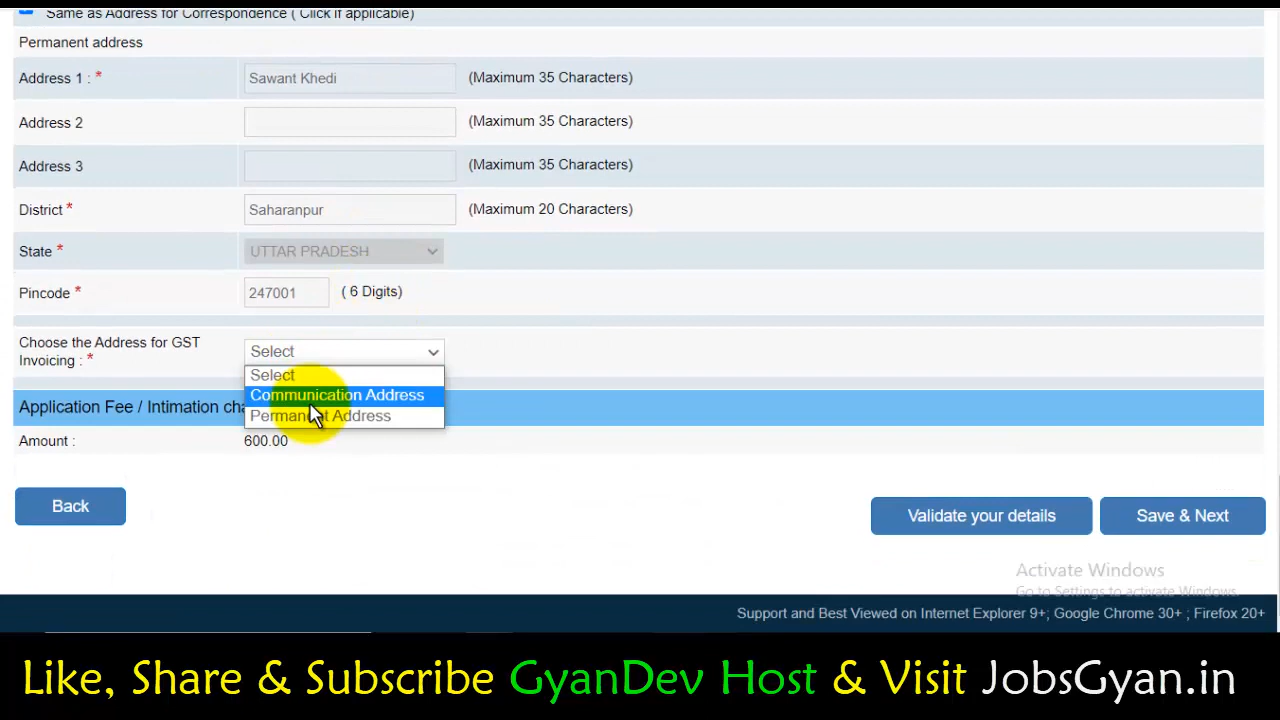 Same as Address for Correspondence ( Click if applicable)
Permanent address
Address 1 : * Sawant Khedi (Maximum 35 Characters)
Address 2 (Maximum 35 Characters)
Address 3 (Maximum 35 Characters)
District * Saharanpur (Maximum 20 Characters)
State * UTTAR PRADESH
Pincode * 247001 ( 6 Digits)
Choose the Address for GST
Invoicing : * Select
Select
Communication Address
Permanent Address
Application Fee / Intimation cha
Amount : 600.00
Back
Validate your details Save & Next
Activate Windows
Go to Settings to activate Windows.
Support and Best Viewed on Internet Explorer 9+; Google Chrome 30+ ; Firefox 20+
Like, Share & Subscribe GyanDev Host & Visit JobsGyan.in